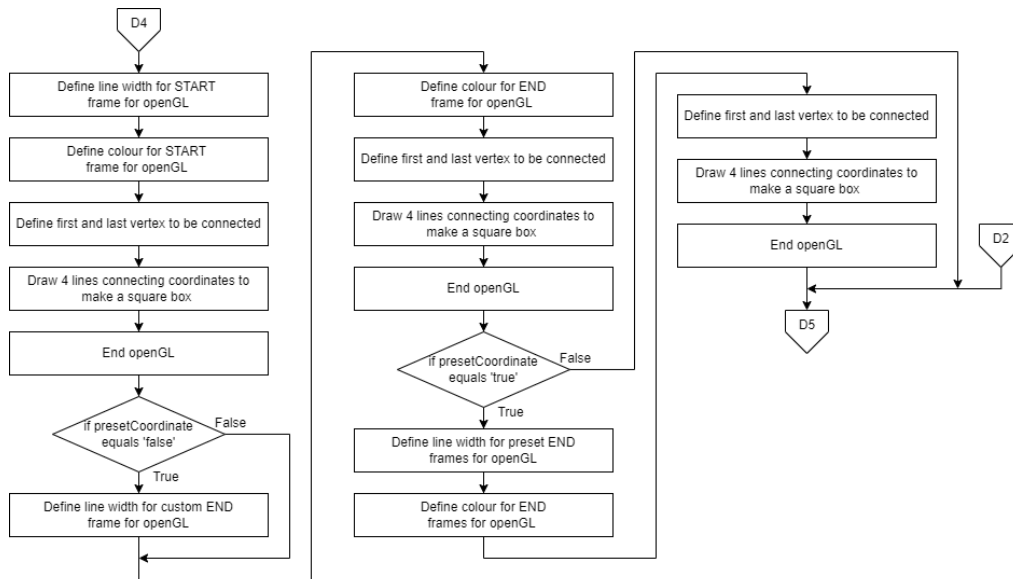 D4
Define line width for START
frame for openGL
Define colour for START
frame for openGL
Define first and last vertex to be connected
Draw 4 lines connecting coordinates to
make a square box
End openGL
if presetCoordinate
equals 'false'
False
True
Define line width for custom END
frame for openGL
Define colour for END
frame for openGL
Define first and last vertex to be connected
Draw 4 lines connecting coordinates to
make a square box
End openGL
if presetCoordinate
equals 'true'
False
True
Define line width for preset END
frames for openGL
Define colour for END
frames for openGL
Define first and last vertex to be connected
Draw 4 lines connecting coordinates to
make a square box
End openGL
D2
D5